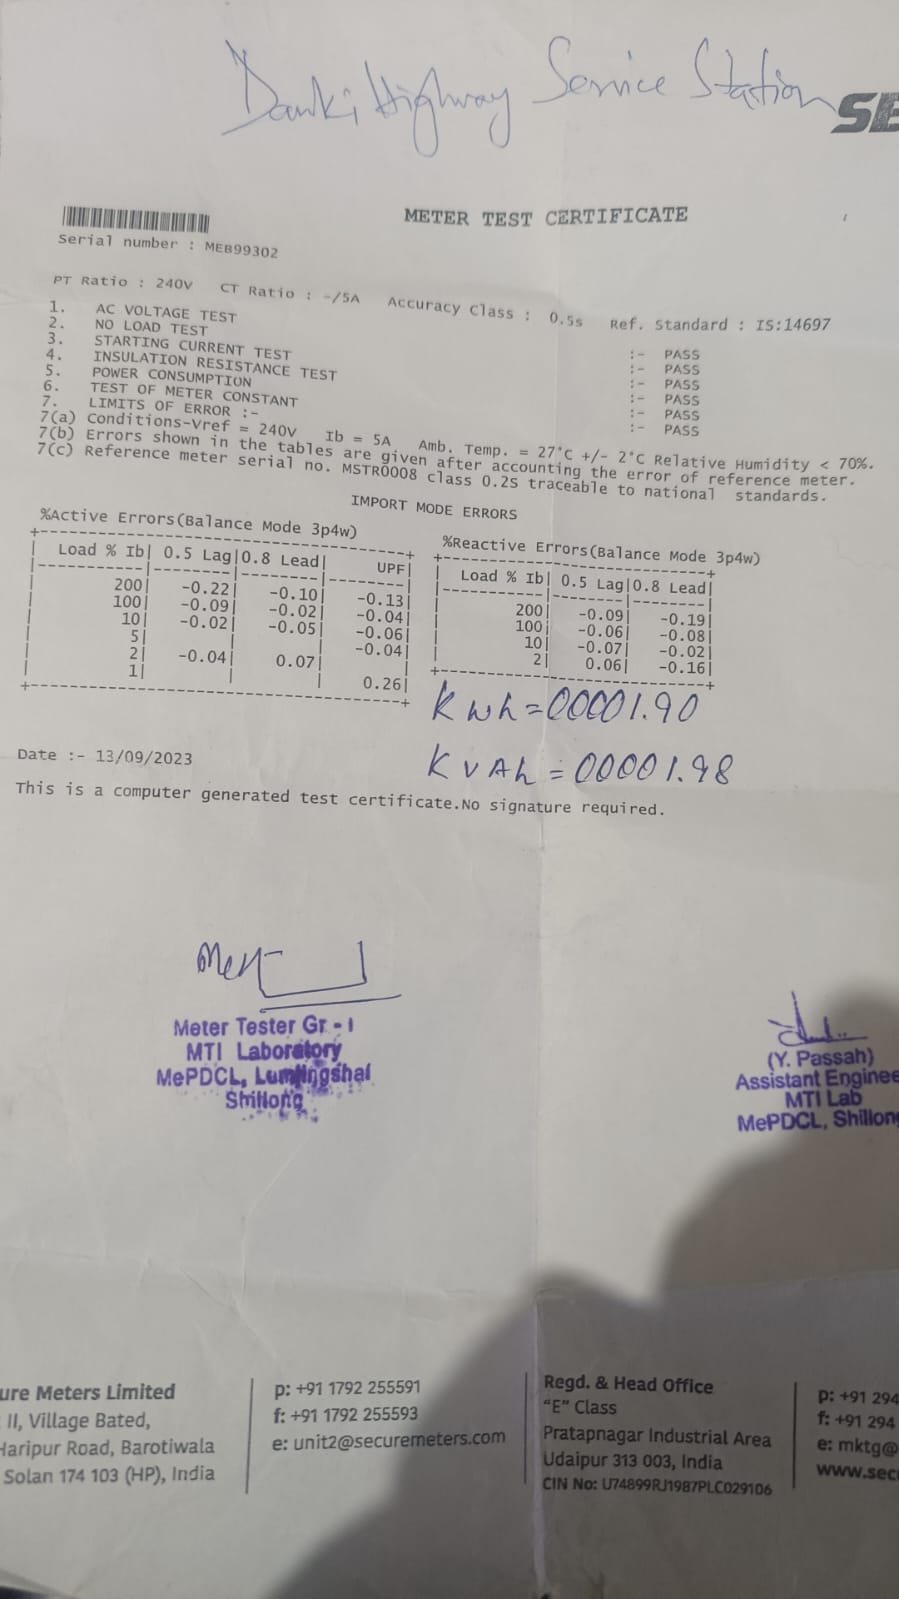 Danki Highway Service Station
SE
METER TEST CERTIFICATE
Serial number : MEB99302
PT Ratio : 240V CT Ratio : -/5A Accuracy Class : 0.5s Ref. Standard : IS:14697
1. AC VOLTAGE TEST :- PASS
2. NO LOAD TEST :- PASS
3. STARTING CURRENT TEST :- PASS
4. INSULATION RESISTANCE TEST :- PASS
5. POWER CONSUMPTION :- PASS
6. TEST OF METER CONSTANT :- PASS
7. LIMITS OF ERROR :-
7(a) Conditions-Vref = 240V Ib = 5A Amb. Temp. = 27°C +/- 2°C Relative Humidity < 70%.
7(b) Errors shown in the tables are given after accounting the error of reference meter.
7(c) Reference meter serial no. MSTR0008 class 0.2S traceable to national standards.
IMPORT MODE ERRORS
%Active Errors(Balance Mode 3p4w)
Load % Ib| 0.5 Lag|0.8 Lead| UPF|
200| -0.22| -0.10| -0.13|
100| -0.09| -0.02| -0.04|
10| -0.02| -0.05| -0.06|
5| | | -0.04|
2| -0.04| 0.07| |
1| | | 0.26|
%Reactive Errors(Balance Mode 3p4w)
Load % Ib| 0.5 Lag|0.8 Lead|
200| -0.09| -0.19|
100| -0.06| -0.08|
10| -0.07| -0.02|
2| 0.06| -0.16|
Kwh=00001.90
KVAh=00001.98
Date :- 13/09/2023
This is a computer generated test certificate.No signature required.
Meter Tester Gr - I
MTI Laboratory
MePDCL, Lumjingshai
Shillong
(Y. Passah)
Assistant Enginee
MTI Lab
MePDCL, Shillong
ure Meters Limited
II, Village Bated,
Haripur Road, Barotiwala
Solan 174 103 (HP), India
p: +91 1792 255591
f: +91 1792 255593
e: unit2@securemeters.com
Regd. & Head Office
"E" Class
Pratapnagar Industrial Area
Udaipur 313 003, India
CIN No: U74899RJ1987PLC029106
p: +91 294
f: +91 294
e: mktg@
www.sec